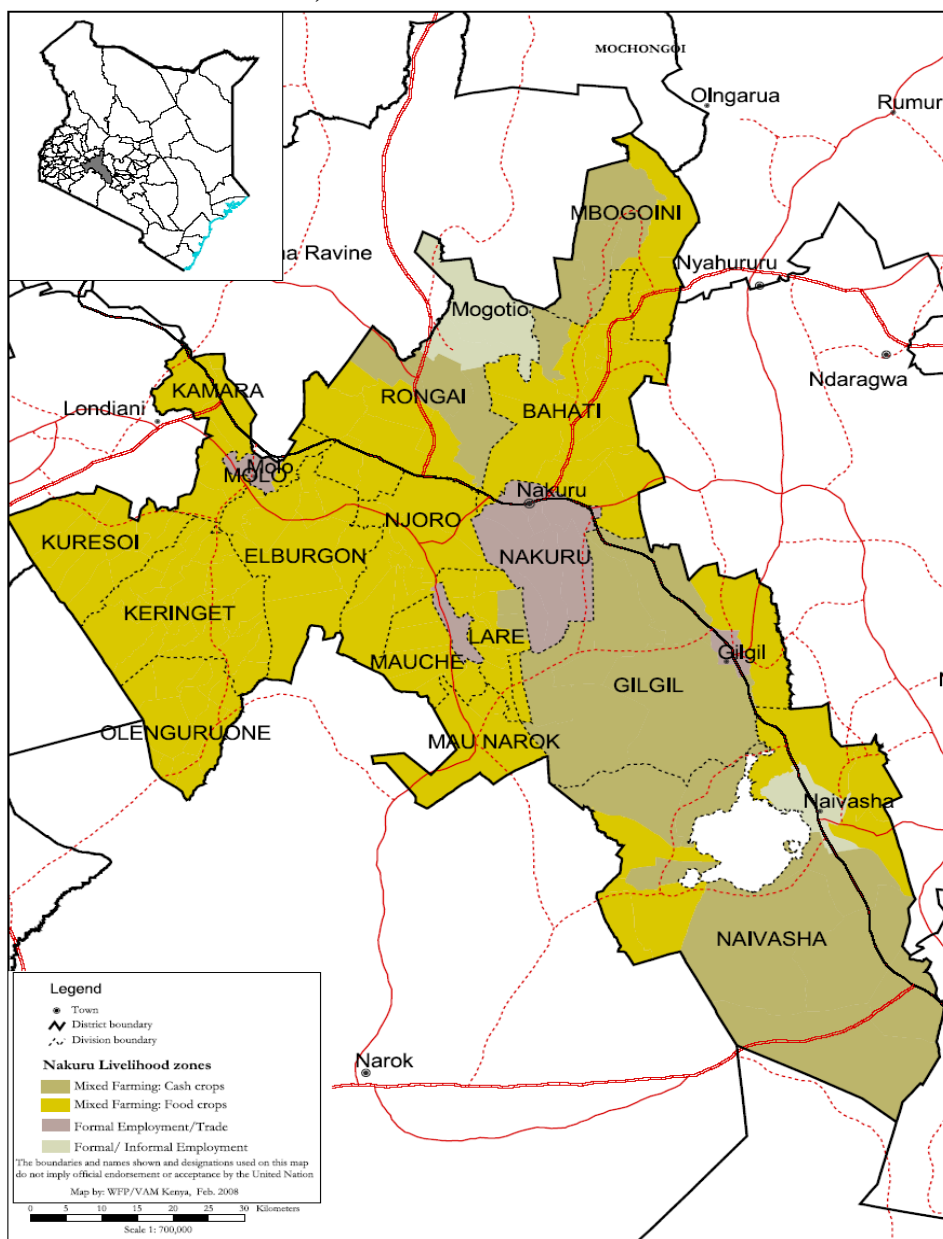 MOCHONGOI
Olngarua
Rumur
MBOGOINI
na Ravine
Nyahururu
Mogotio
Ndaragwa
KAMARA
RONGAI
BAHATI
Londiani
Molo
MOLO
Nakuru
NJORO
KURESOI
ELBURGON
NAKURU
KERINGET
LARE
Gilgil
MAUCHE
GILGIL
OLENGURUONE
MAU NAROK
Naivasha
NAIVASHA
Narok
Legend
Town
District boundary
Division boundary
Nakuru Livelihood zones
Mixed Farming: Cash crops
Mixed Farming: Food crops
Formal Employment/Trade
Formal/ Informal Employment
The boundaries and names shown and designations used on this map
do not imply official endorsement or acceptance by the United Nation
Map by: WFP/VAM Kenya, Feb. 2008
0 5 10 15 20 25 30 Kilometers
Scale 1: 700,000